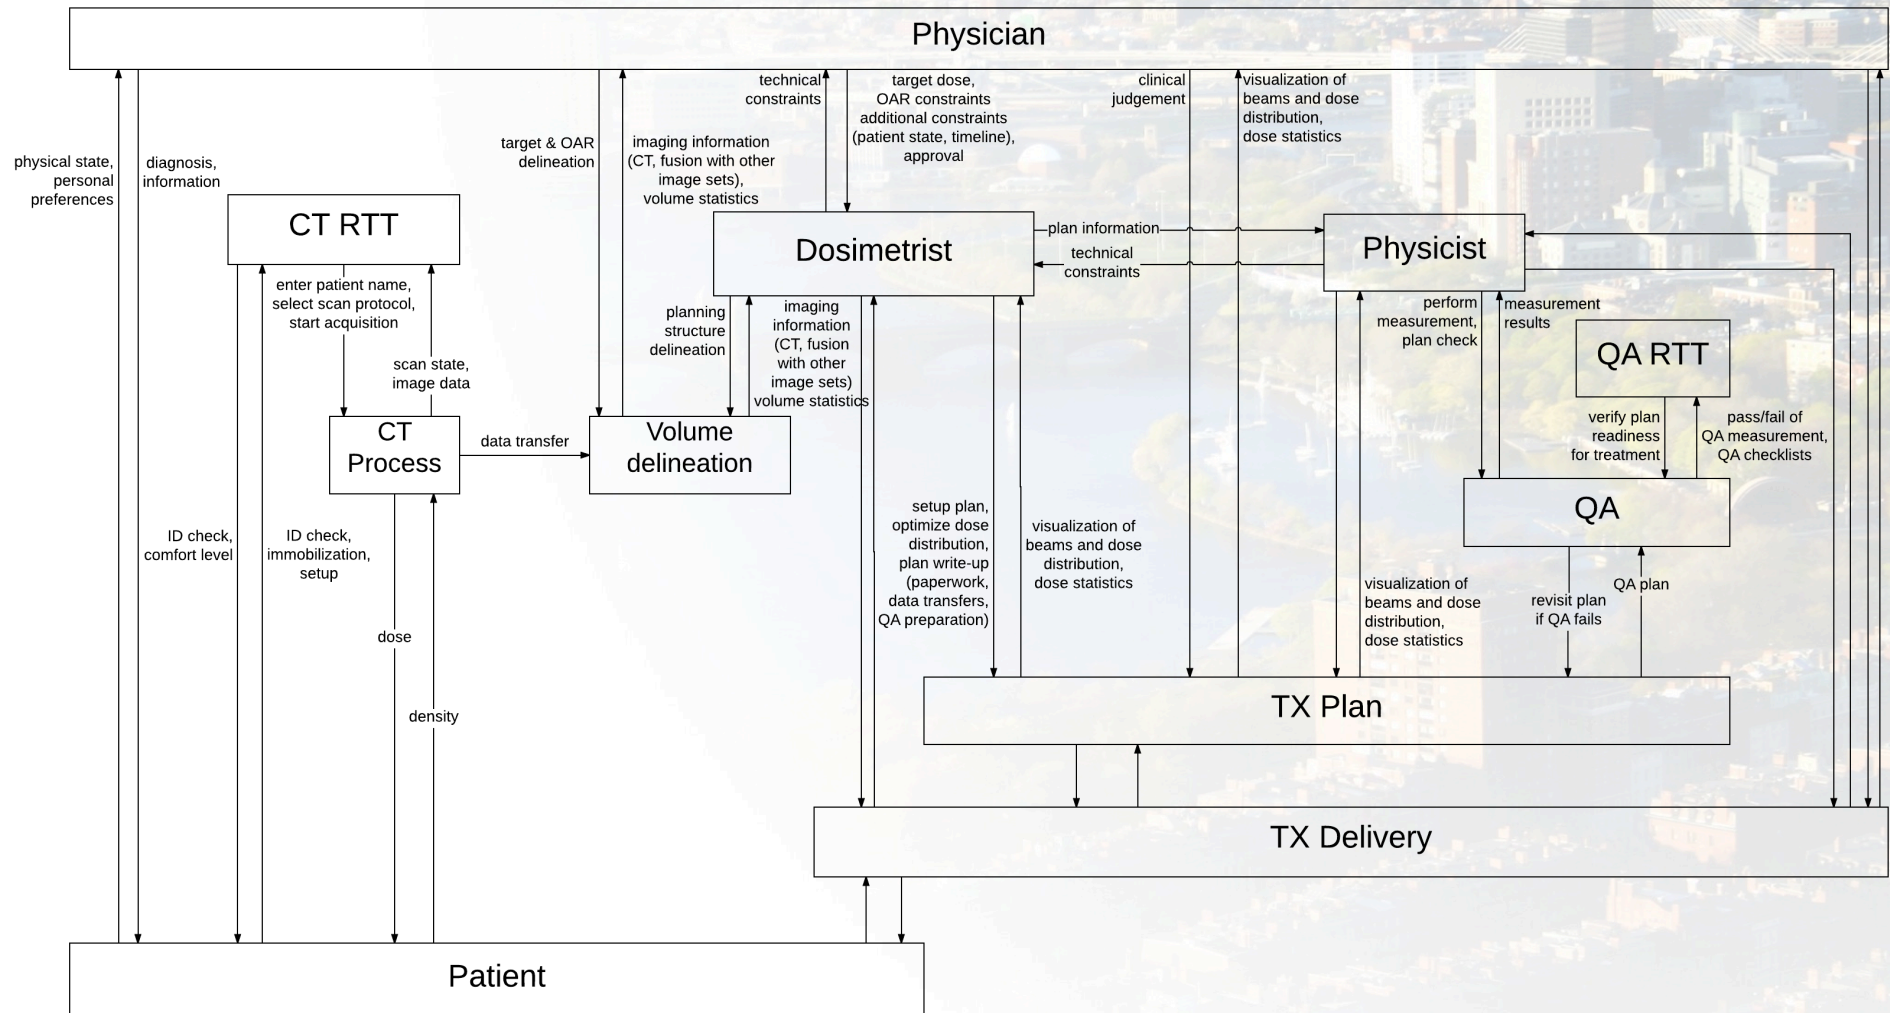 Physician
physical state,
personal
preferences
diagnosis,
information
target & OAR
delineation
imaging information
(CT, fusion with other
image sets),
volume statistics
technical
constraints
target dose,
OAR constraints
additional constraints
(patient state, timeline),
approval
clinical
judgement
visualization of
beams and dose
distribution,
dose statistics
CT RTT
Dosimetrist
plan information
technical
constraints
Physicist
enter patient name,
select scan protocol,
start acquisition
scan state,
image data
planning
structure
delineation
imaging
information
(CT, fusion
with other
image sets)
volume statistics
perform
measurement,
plan check
measurement
results
QA RTT
verify plan
readiness
for treatment
pass/fail of
QA measurement,
QA checklists
CT
Process
data transfer
Volume
delineation
QA
ID check,
comfort level
ID check,
immobilization,
setup
setup plan,
optimize dose
distribution,
plan write-up
(paperwork,
data transfers,
QA preparation)
visualization of
beams and dose
distribution,
dose statistics
visualization of
beams and dose
distribution,
dose statistics
revisit plan
if QA fails
QA plan
dose
density
TX Plan
TX Delivery
Patient